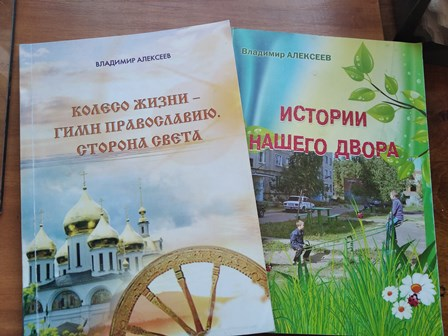 ВЛАДИМИР АЛЕКСЕЕВ
КОЛЕСО ЖИЗНИ –
ГИМН ПРАВОСЛАВИЮ.
СТОРОНА СВЕТА
Владимир АЛЕКСЕЕВ
ИСТОРИИ
НАШЕГО ДВОРА